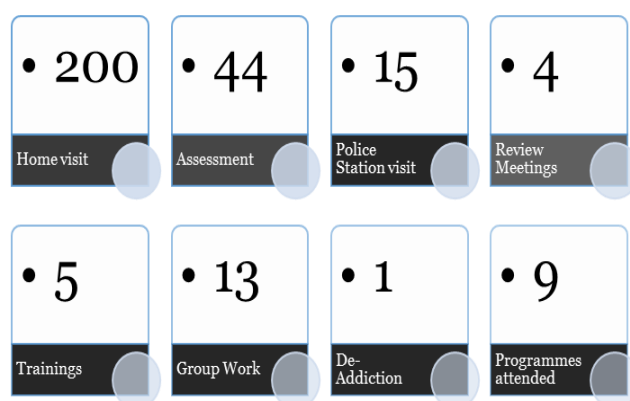 • 200
Home visit
• 44
Assessment
• 15
Police
Station visit
• 4
Review
Meetings
• 5
Trainings
• 13
Group Work
• 1
De-
Addiction
• 9
Programmes
attended